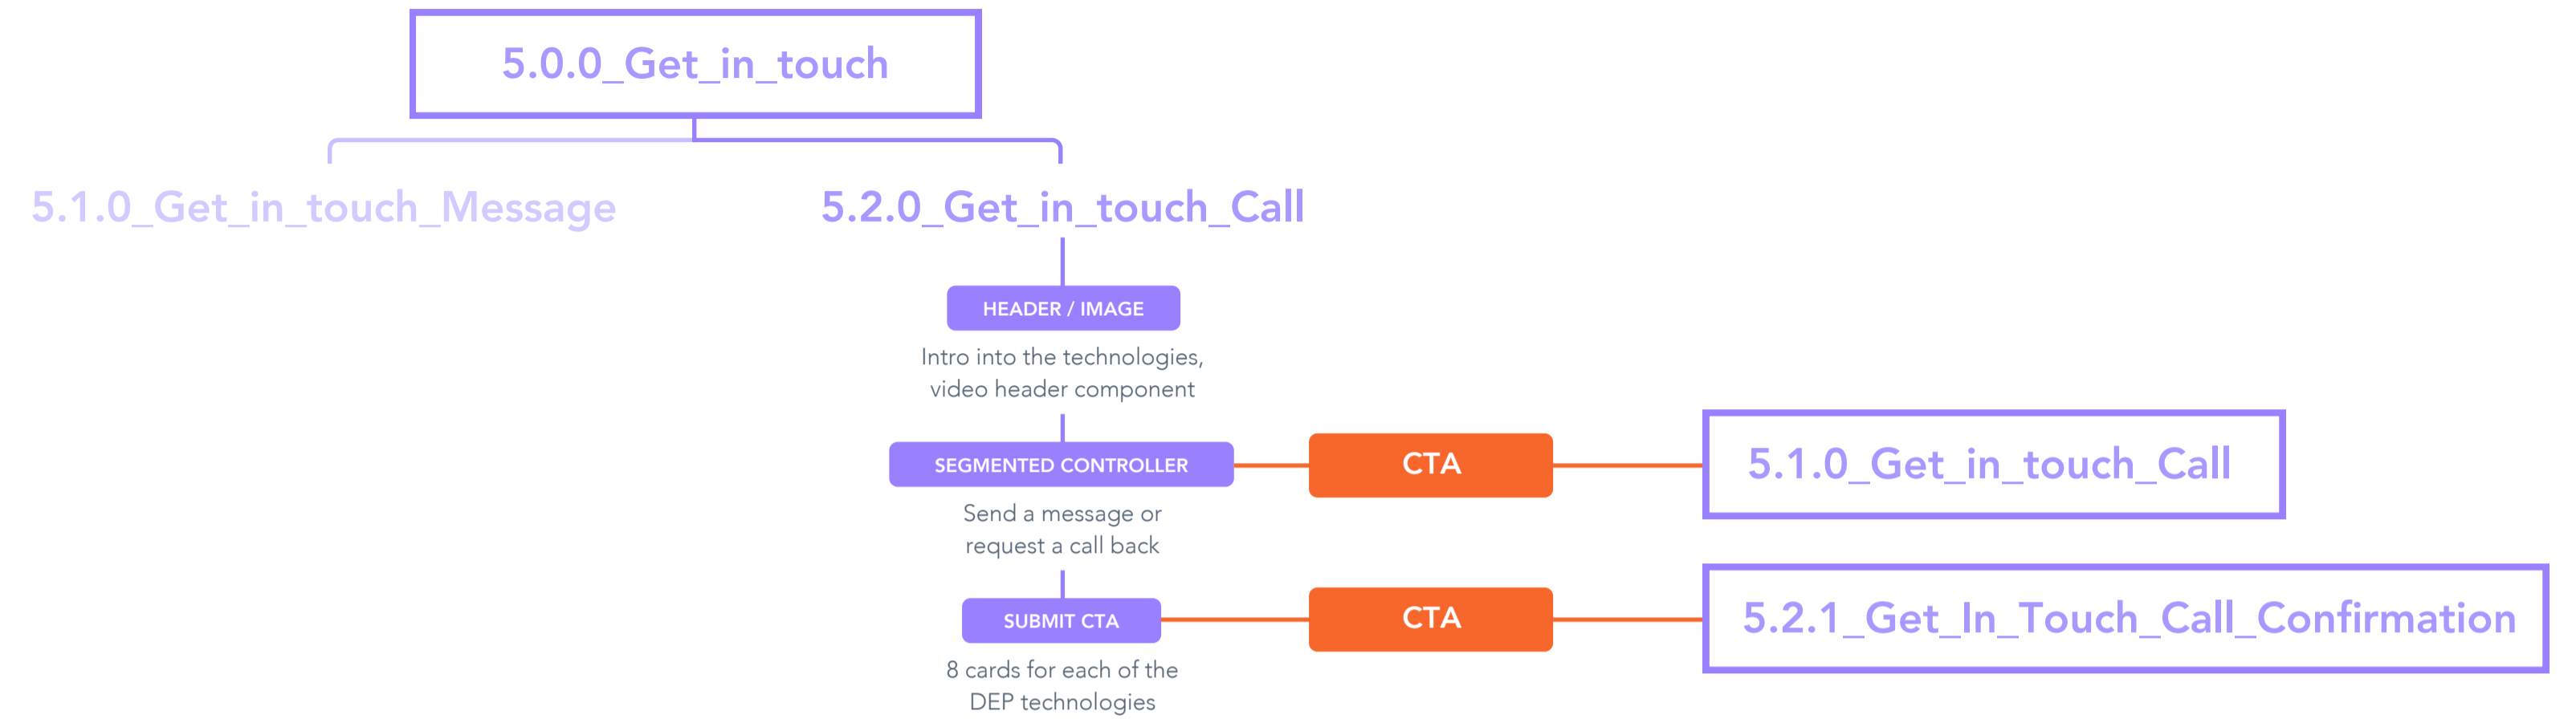 5.0.0_Get_in_touch
5.1.0_Get_in_touch_Message
5.2.0_Get_in_touch_Call
HEADER / IMAGE
Intro into the technologies,
video header component
SEGMENTED CONTROLLER
CTA
5.1.0_Get_in_touch_Call
Send a message or
request a call back
SUBMIT CTA
CTA
5.2.1_Get_In_Touch_Call_Confirmation
8 cards for each of the
DEP technologies